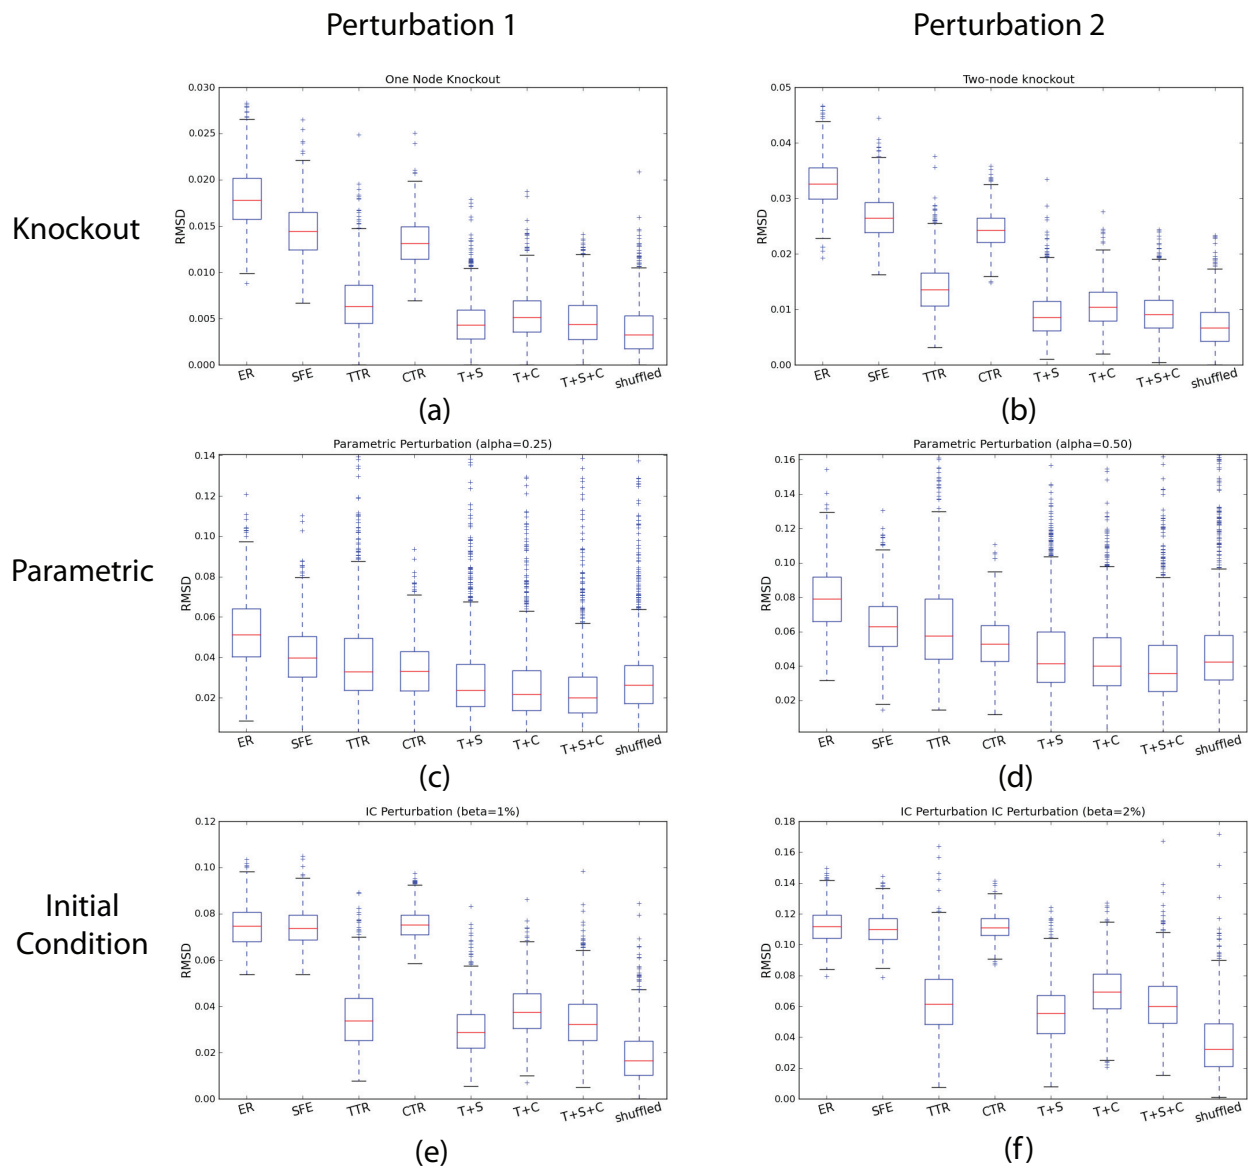 Perturbation 1
Perturbation 2
Knockout
One Node Knockout
RMSD
0.030
0.025
0.020
0.015
0.010
0.005
0.000
ER SFE TTR CTR T+S T+C T+S+C shuffled
(a)
Two-node knockout
RMSD
0.05
0.04
0.03
0.02
0.01
0.00
ER SFE TTR CTR T+S T+C T+S+C shuffled
(b)
Parametric
Parametric Perturbation (alpha=0.25)
RMSD
0.14
0.12
0.10
0.08
0.06
0.04
0.02
ER SFE TTR CTR T+S T+C T+S+C shuffled
(c)
Parametric Perturbation (alpha=0.50)
RMSD
0.16
0.14
0.12
0.10
0.08
0.06
0.04
0.02
ER SFE TTR CTR T+S T+C T+S+C shuffled
(d)
Initial
Condition
IC Perturbation (beta=1%)
RMSD
0.12
0.10
0.08
0.06
0.04
0.02
0.00
ER SFE TTR CTR T+S T+C T+S+C shuffled
(e)
IC Perturbation IC Perturbation (beta=2%)
RMSD
0.18
0.16
0.14
0.12
0.10
0.08
0.06
0.04
0.02
0.00
ER SFE TTR CTR T+S T+C T+S+C shuffled
(f)